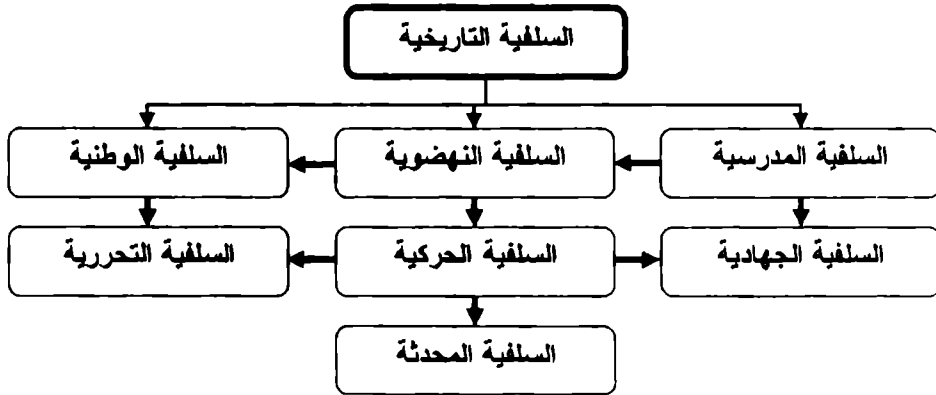 السلفية التاريخية
السلفية المدرسية
السلفية النهضوية
السلفية الوطنية
السلفية الجهادية
السلفية الحركية
السلفية التحررية
السلفية المحدثة